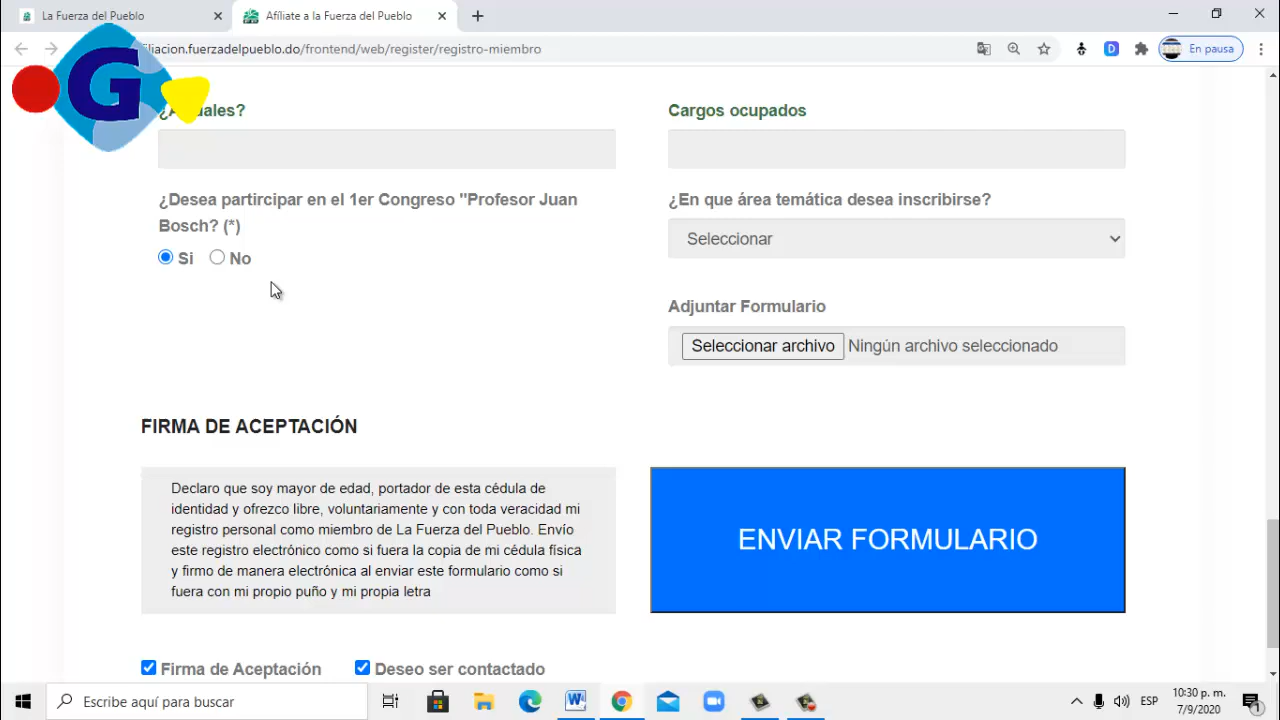 La Fuerza del Pueblo
Afíliate a la Fuerza del Pueblo
iliacion.fuerzadelpueblo.do/frontend/web/register/registro-miembro
En pausa
G
Cargos ocupados
¿Desea partircipar en el 1er Congreso "Profesor Juan
Bosch? (*)
Si No
¿En que área temática desea inscribirse?
Seleccionar
Adjuntar Formulario
Seleccionar archivo Ningún archivo seleccionado
FIRMA DE ACEPTACIÓN
Declaro que soy mayor de edad, portador de esta cédula de
identidad y ofrezco libre, voluntariamente y con toda veracidad mi
registro personal como miembro de La Fuerza del Pueblo. Envío
este registro electrónico como si fuera la copia de mi cédula física
y firmo de manera electrónica al enviar este formulario como si
fuera con mi propio puño y mi propia letra
ENVIAR FORMULARIO
Firma de Aceptación Deseo ser contactado
Escribe aquí para buscar
ESP
10:30 p. m.
7/9/2020
1